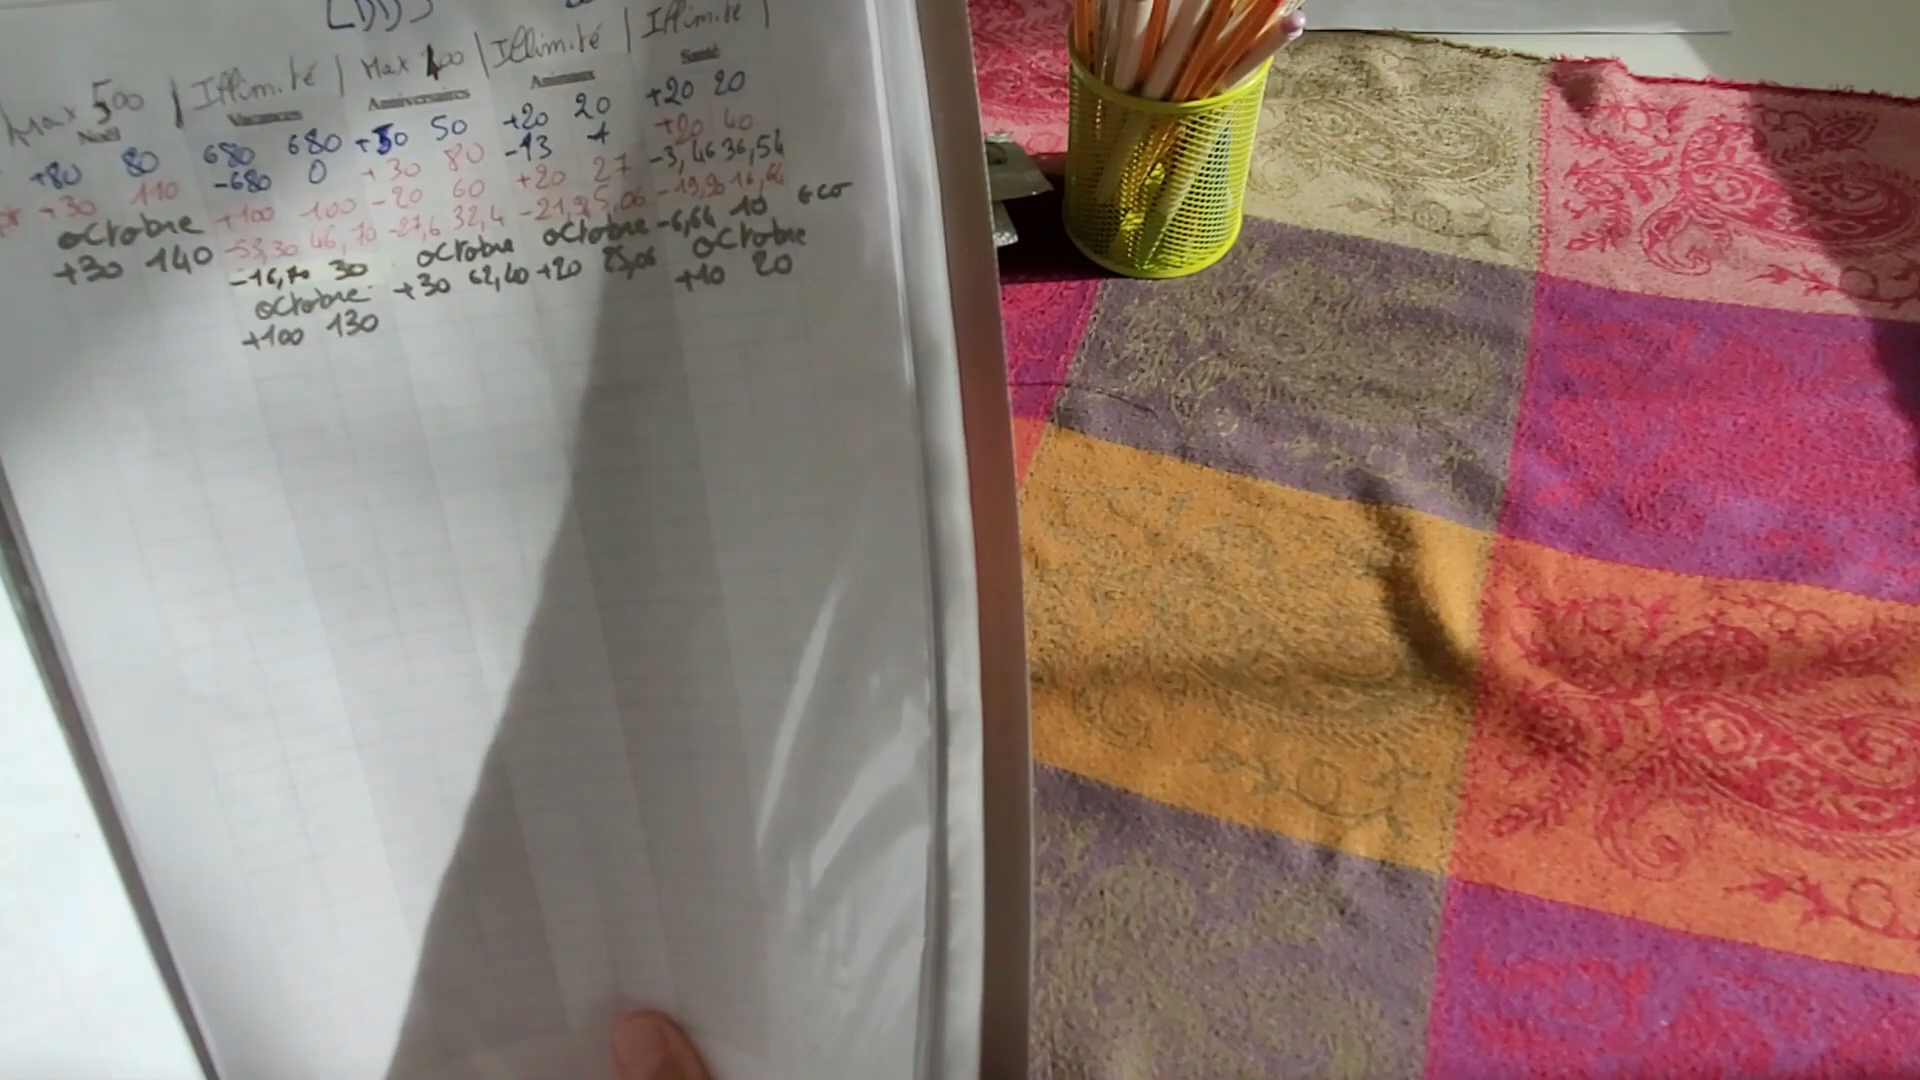 LDDS
Max 500 | Illimité | Max 400 | Illimité | Illimité |
Noël Vacances Anniversaires Animaux Santé
+80 80 680 680 +50 50 +20 20 +20 20
+30 110 -680 0 +30 80 -13 7 +20 40
octobre +100 100 -20 60 +20 27 -3,46 36,54
+30 140 -53,30 46,70 -27,6 32,4 5,06 -19,90 16,64
-16,70 30 octobre octobre -6,64 10
octobre +30 62,40 +20 25,06 octobre
+100 130 +10 20